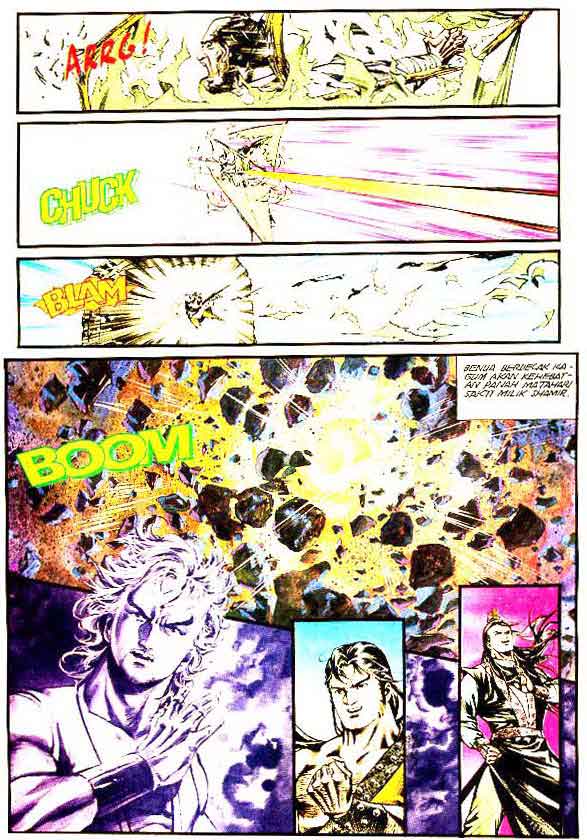 ARRG!
CHUCK
BLAM
BENUA BERDECAK KA-
GUM AKAN KEHEBAT-
AN PANAH MATAHARI
SAKTI MILIK SHAMIR.
BOOM